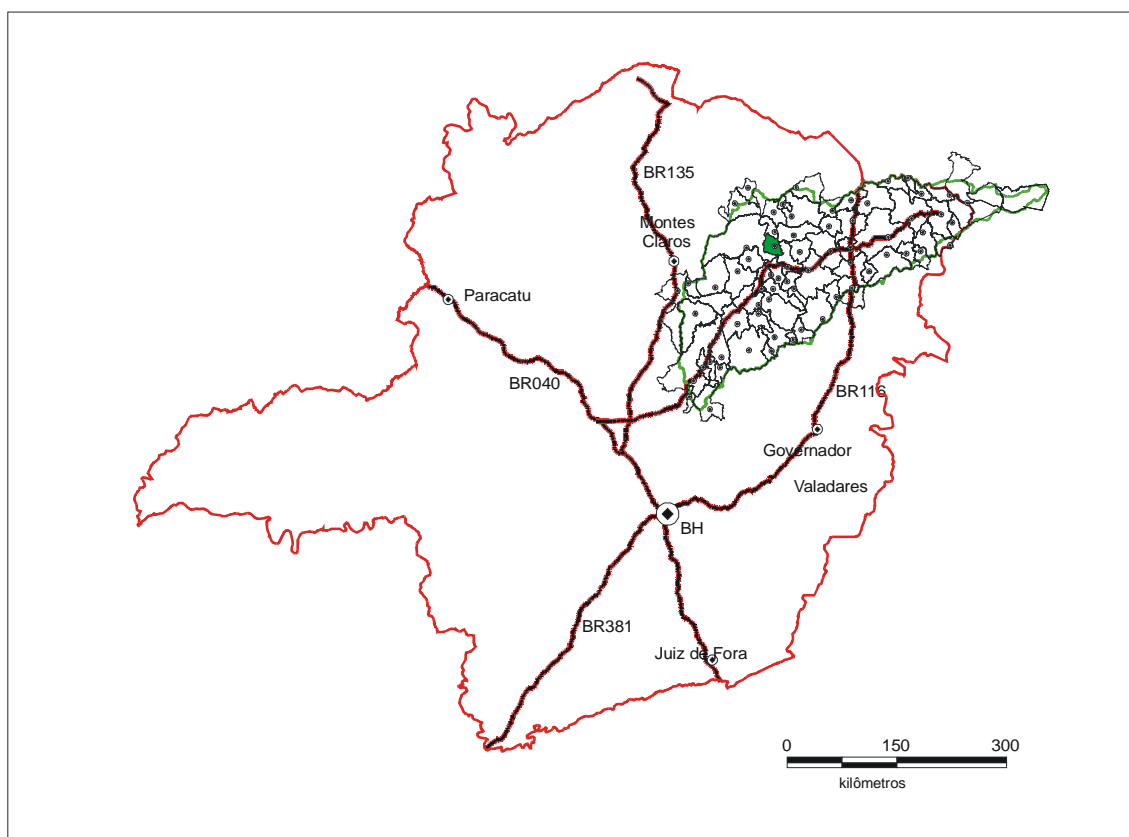 BR135
Montes
Claros
Paracatu
BR040
BR116
Governador
Valadares
BH
BR381
Juiz de Fora
0
150
300
kilômetros